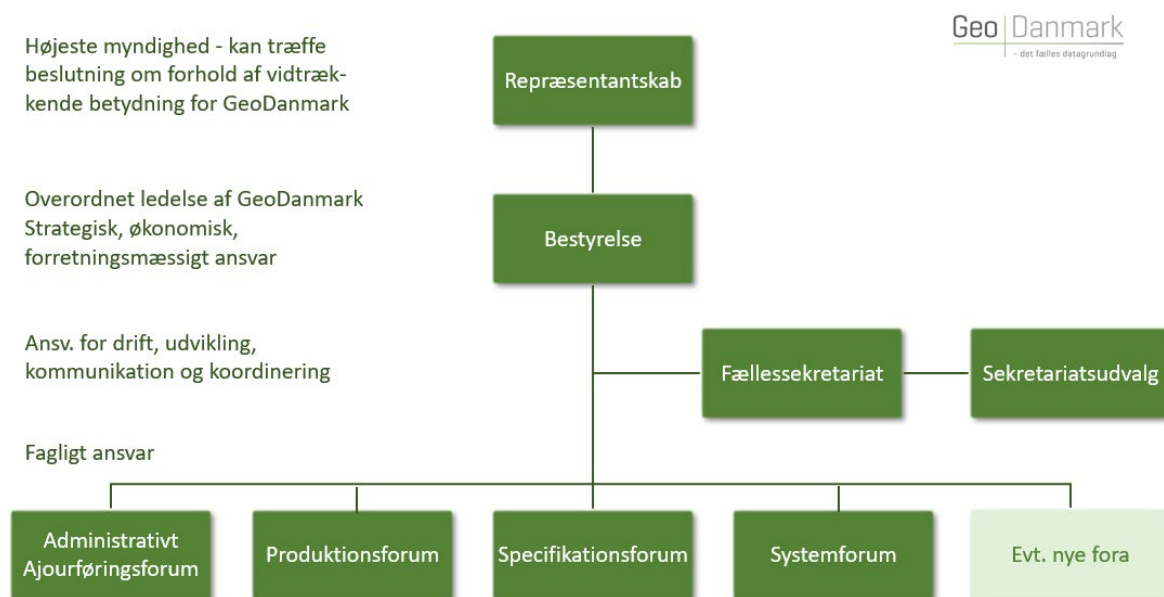 Geo Danmark
– det fælles datagrundlag
Højeste myndighed - kan træffe
beslutning om forhold af vidtræk-
kende betydning for GeoDanmark
Repræsentantskab
Overordnet ledelse af GeoDanmark
Strategisk, økonomisk,
forretningsmæssigt ansvar
Bestyrelse
Ansv. for drift, udvikling,
kommunikation og koordinering
Fællessekretariat
Sekretariatsudvalg
Fagligt ansvar
Administrativt
Ajourføringsforum
Produktionsforum
Specifikationsforum
Systemforum
Evt. nye fora